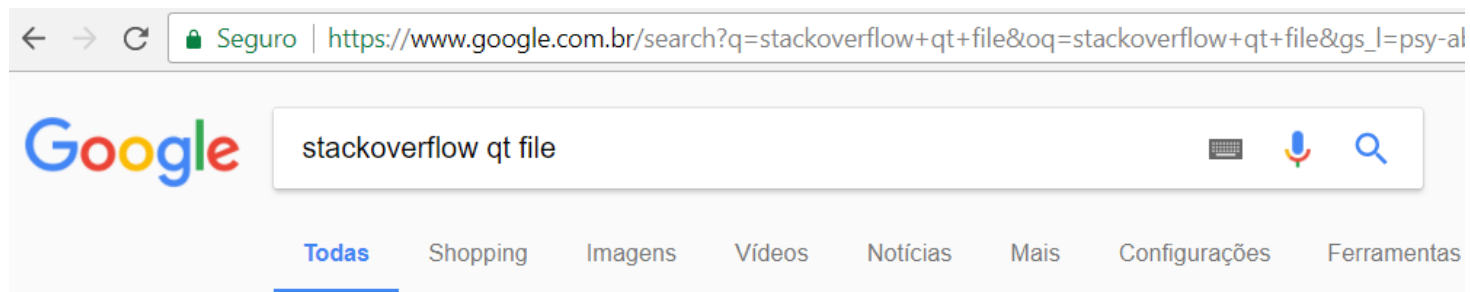 Seguro | https://www.google.com.br/search?q=stackoverflow+qt+file&oq=stackoverflow+qt+file&gs_l=psy-ab
Google stackoverflow qt file
Todas Shopping Imagens Vídeos Notícias Mais Configurações Ferramentas